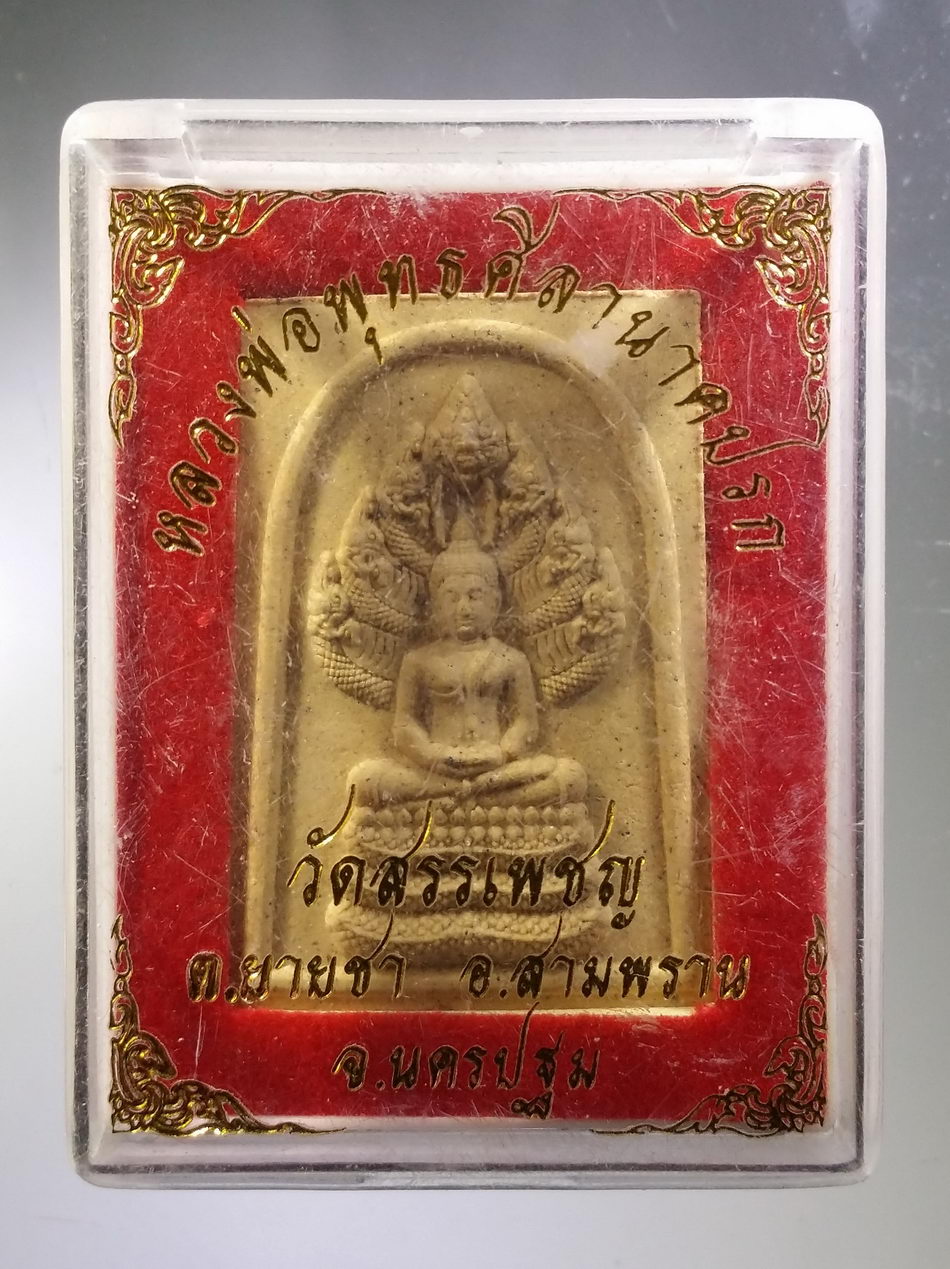 หลวงพ่อพุทธศิลานาคปรก
วัดสรรเพชญ
ต.ยายชา อ.สามพราน
จ.นครปฐม